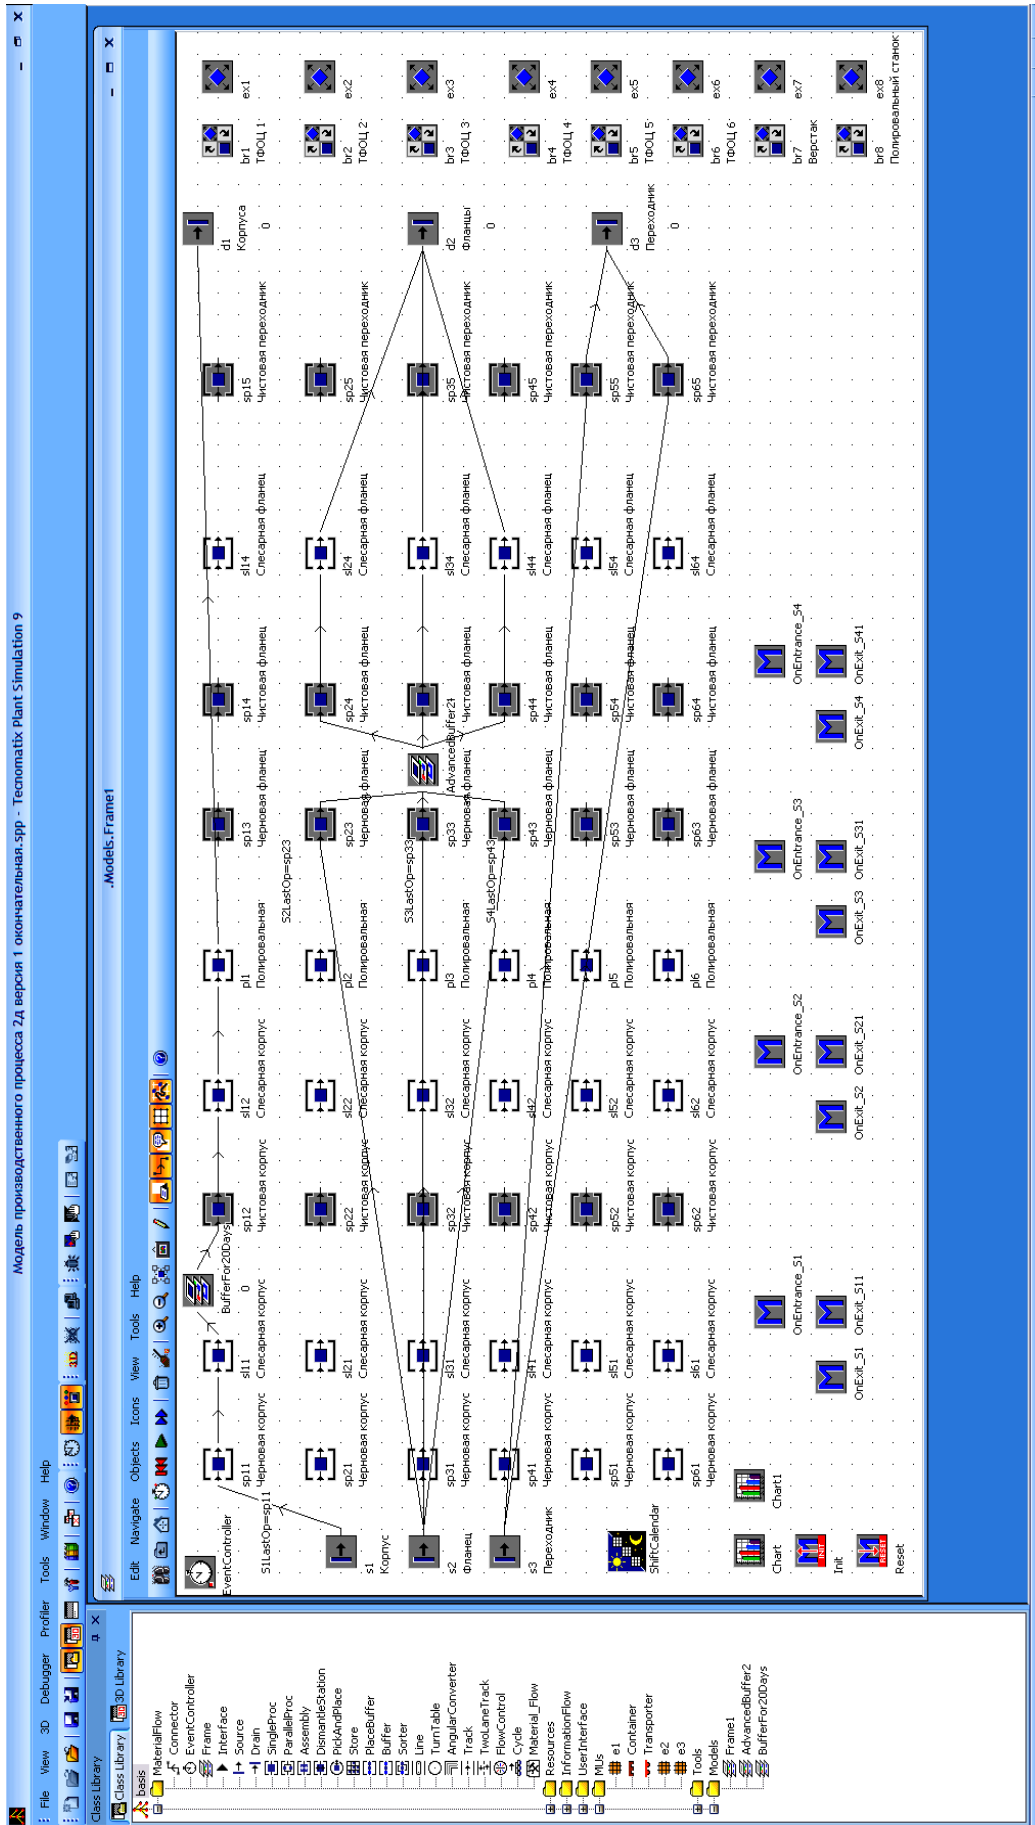 Модель производственного процесса 2д версия 1 окончательная.spp - Tecnomatix Plant Simulation 9
File View 3D Debugger Profiler Tools Window Help
Class Library
Class Library 3D Library
basis
MaterialFlow
Connector
EventController
Frame
Interface
Source
Drain
SingleProc
ParallelProc
Assembly
DismantleStation
PickAndPlace
Store
PlaceBuffer
Buffer
Sorter
Line
TurnTable
AngularConverter
Track
TwoLaneTrack
FlowControl
Cycle
Material_Flow
Resources
InformationFlow
UserInterface
MUs
e1
Container
Transporter
e2
e3
Tools
Models
Frame1
AdvancedBuffer2
BufferFor20Days
.Models.Frame1
Edit Navigate Objects Icons View Tools Help
EventController
BufferFor20Days
0
d1
Корпуса
0
br1
ТФОЦ 1
ex1
S1LastOp=sp11
sp11
Черновая корпус
sl11
Слесарная корпус
sp12
Чистовая корпус
sl12
Слесарная корпус
pl1
Полировальная
sp13
Черновая фланец
sp14
Чистовая фланец
sl14
Слесарная фланец
sp15
Чистовая переходник
S2LastOp=sp23
sp21
Черновая корпус
sl21
Слесарная корпус
sp22
Чистовая корпус
sl22
Слесарная корпус
pl2
Полировальная
sp23
Черновая фланец
sp24
Чистовая фланец
sl24
Слесарная фланец
sp25
Чистовая переходник
br2
ТФОЦ 2
ex2
s1
Корпус
S3LastOp=sp33
AdvancedBuffer21
sp31
Черновая корпус
sl31
Слесарная корпус
sp32
Чистовая корпус
sl32
Слесарная корпус
pl3
Полировальная
sp33
Черновая фланец
sp34
Чистовая фланец
sl34
Слесарная фланец
sp35
Чистовая переходник
d2
Фланцы
0
br3
ТФОЦ 3
ex3
s2
Фланец
S4LastOp=sp43
sp41
Черновая корпус
sl41
Слесарная корпус
sp42
Чистовая корпус
sl42
Слесарная корпус
pl4
Полировальная
sp43
Черновая фланец
sp44
Чистовая фланец
sl44
Слесарная фланец
sp45
Чистовая переходник
br4
ТФОЦ 4
ex4
s3
Переходник
sp51
Черновая корпус
sl51
Слесарная корпус
sp52
Чистовая корпус
sl52
Слесарная корпус
pl5
Полировальная
sp53
Черновая фланец
sp54
Чистовая фланец
sl54
Слесарная фланец
sp55
Чистовая переходник
d3
Переходник
0
br5
ТФОЦ 5
ex5
ShiftCalendar
sp61
Черновая корпус
sl61
Слесарная корпус
sp62
Чистовая корпус
sl62
Слесарная корпус
pl6
Полировальная
sp63
Черновая фланец
sp64
Чистовая фланец
sl64
Слесарная фланец
sp65
Чистовая переходник
br6
ТФОЦ 6
ex6
Chart
Chart1
OnEntrance_S1
OnEntrance_S2
OnEntrance_S3
OnEntrance_S4
br7
Верстак
ex7
Init
OnExit_S1
OnExit_S11
OnExit_S2
OnExit_S21
OnExit_S3
OnExit_S31
OnExit_S4
OnExit_S41
br8
Полировальный станок
ex8
Reset